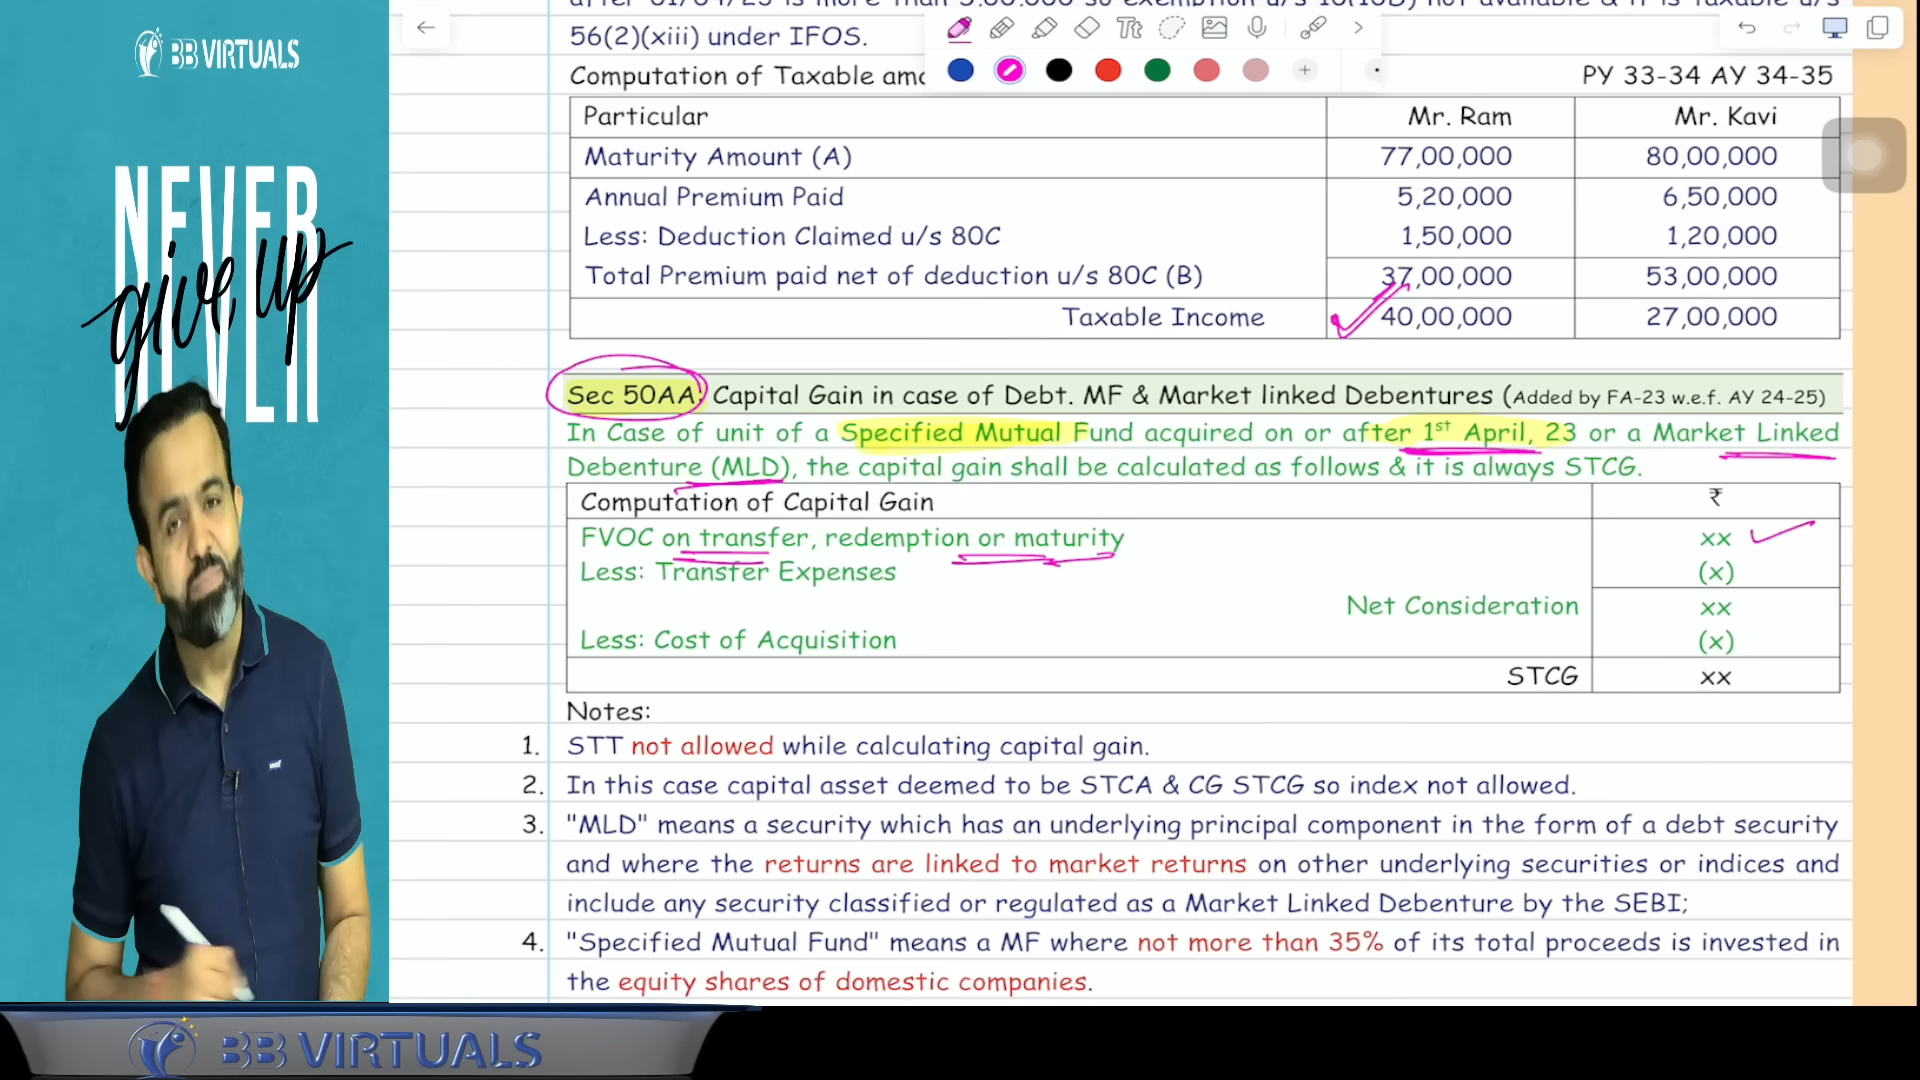 BB VIRTUALS
NEVER
give up
NEVER
56(2)(xiii) under IFOS.
Computation of Taxable amo
PY 33-34 AY 34-35
Particular Mr. Ram Mr. Kavi
Maturity Amount (A) 77,00,000 80,00,000
Annual Premium Paid 5,20,000 6,50,000
Less: Deduction Claimed u/s 80C 1,50,000 1,20,000
Total Premium paid net of deduction u/s 80C (B) 37,00,000 53,00,000
Taxable Income 40,00,000 27,00,000
Sec 50AA: Capital Gain in case of Debt. MF & Market linked Debentures (Added by FA-23 w.e.f. AY 24-25)
In Case of unit of a Specified Mutual Fund acquired on or after 1st April, 23 or a Market Linked
Debenture (MLD), the capital gain shall be calculated as follows & it is always STCG.
Computation of Capital Gain ₹
FVOC on transfer, redemption or maturity xx
Less: Transfer Expenses (x)
Net Consideration xx
Less: Cost of Acquisition (x)
STCG xx
Notes:
1. STT not allowed while calculating capital gain.
2. In this case capital asset deemed to be STCA & CG STCG so index not allowed.
3. "MLD" means a security which has an underlying principal component in the form of a debt security
and where the returns are linked to market returns on other underlying securities or indices and
include any security classified or regulated as a Market Linked Debenture by the SEBI;
4. "Specified Mutual Fund" means a MF where not more than 35% of its total proceeds is invested in
the equity shares of domestic companies.
BB VIRTUALS